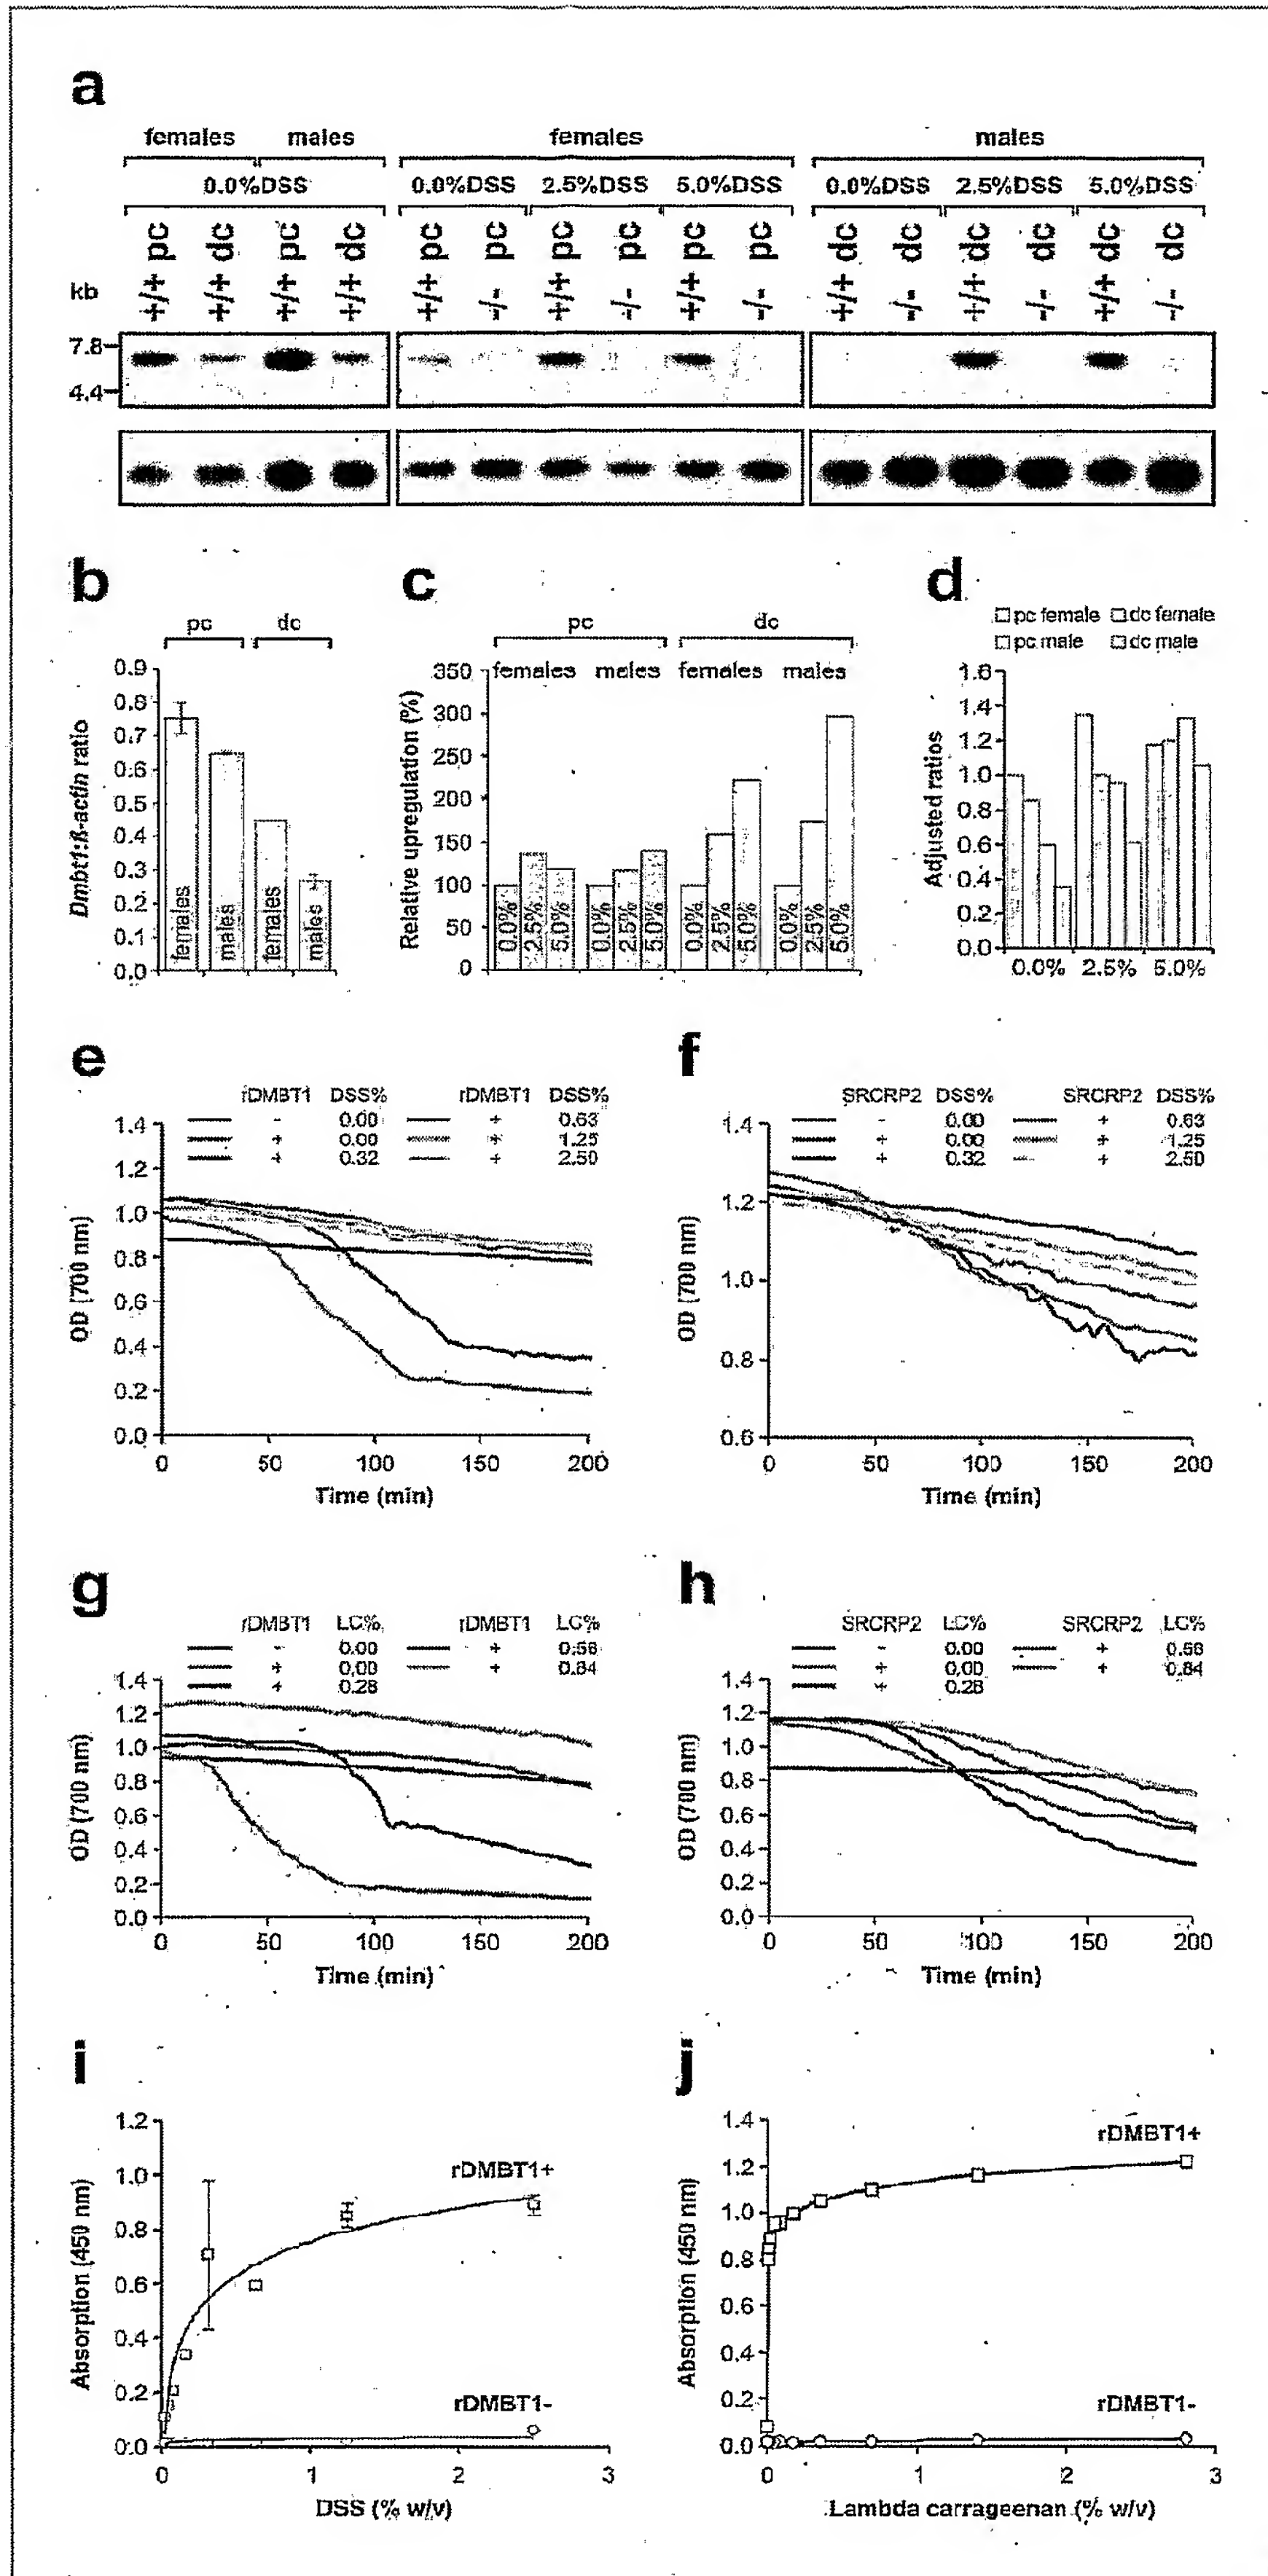 a
females males females males
0.0%DSS 0.0%DSS 2.5%DSS 5.0%DSS 0.0%DSS 2.5%DSS 5.0%DSS
+/+ pc +/+ dc +/+ pc +/+ dc +/+ pc -/- pc +/+ pc -/- pc +/+ pc -/- pc +/+ dc -/- dc +/+ dc -/- dc +/+ dc -/- dc
kb
7.8
4.4
b
pc dc
Dmbt1:ß-actin ratio
0.9
0.8
0.7
0.6
0.5
0.4
0.3
0.2
0.1
0.0
females males females males
c
pc dc
females males females males
Relative upregulation (%)
350
300
250
200
150
100
50
0
0.0% 2.5% 5.0% 0.0% 2.5% 5.0% 0.0% 2.5% 5.0% 0.0% 2.5% 5.0%
d
pc female dc female
pc male dc male
Adjusted ratios
1.6
1.4
1.2
1.0
0.8
0.6
0.4
0.2
0.0
0.0% 2.5% 5.0%
e
rDMBT1 DSS% rDMBT1 DSS%
- 0.00 + 0.63
+ 0.00 + 1.25
+ 0.32 + 2.50
OD (700 nm)
1.4
1.2
1.0
0.8
0.6
0.4
0.2
0.0
0 50 100 150 200
Time (min)
f
SRCRP2 DSS% SRCRP2 DSS%
- 0.00 + 0.63
+ 0.00 + 1.25
+ 0.32 + 2.50
OD (700 nm)
1.4
1.2
1.0
0.8
0.6
0 50 100 150 200
Time (min)
g
rDMBT1 LC% rDMBT1 LC%
- 0.00 + 0.56
+ 0.00 + 0.84
+ 0.28
OD (700 nm)
1.4
1.2
1.0
0.8
0.6
0.4
0.2
0.0
0 50 100 150 200
Time (min)
h
SRCRP2 LC% SRCRP2 LC%
- 0.00 + 0.56
+ 0.00 + 0.84
+ 0.28
OD (700 nm)
1.4
1.2
1.0
0.8
0.6
0.4
0.2
0.0
0 50 100 150 200
Time (min)
i
Absorption (450 nm)
1.2
1.0
0.8
0.6
0.4
0.2
0.0
rDMBT1+
rDMBT1-
0 1 2 3
DSS (% w/v)
j
Absorption (450 nm)
1.4
1.2
1.0
0.8
0.6
0.4
0.2
0.0
rDMBT1+
rDMBT1-
0 1 2 3
Lambda carrageenan (% w/v)